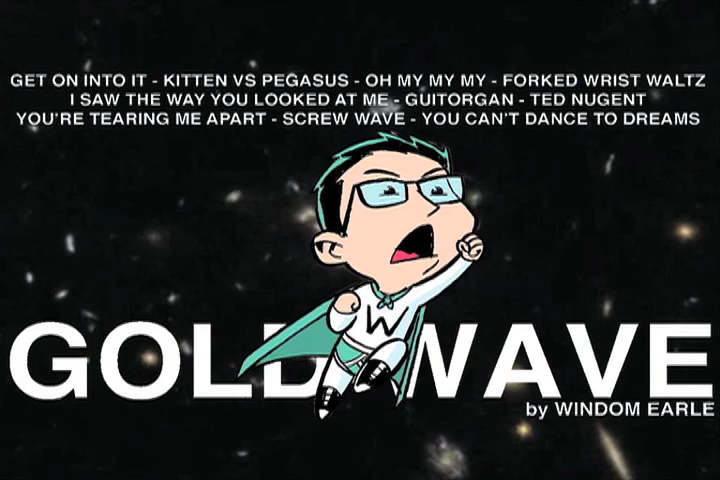 GET ON INTO IT - KITTEN VS PEGASUS - OH MY MY MY - FORKED WRIST WALTZ
I SAW THE WAY YOU LOOKED AT ME - GUITORGAN - TED NUGENT
YOU'RE TEARING ME APART - SCREW WAVE - YOU CAN'T DANCE TO DREAMS
W
GOLD WAVE
by WINDOM EARLE